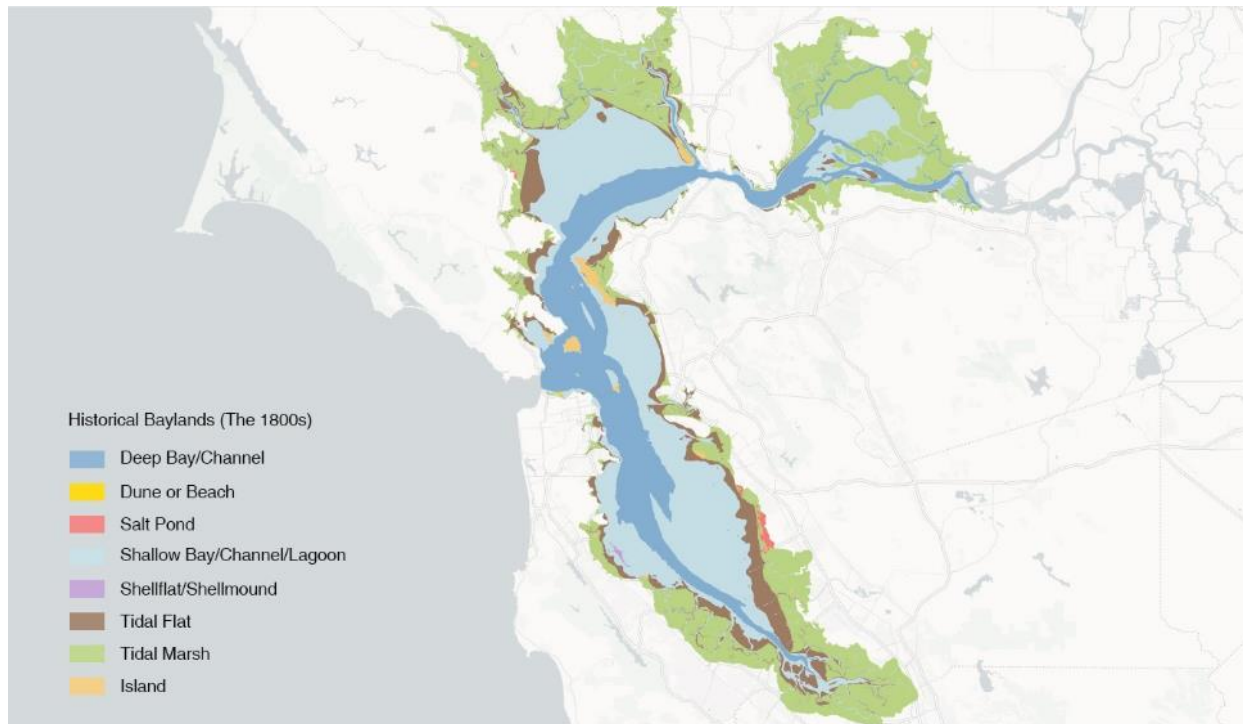 Historical Baylands (The 1800s)
Deep Bay/Channel
Dune or Beach
Salt Pond
Shallow Bay/Channel/Lagoon
Shellflat/Shellmound
Tidal Flat
Tidal Marsh
Island